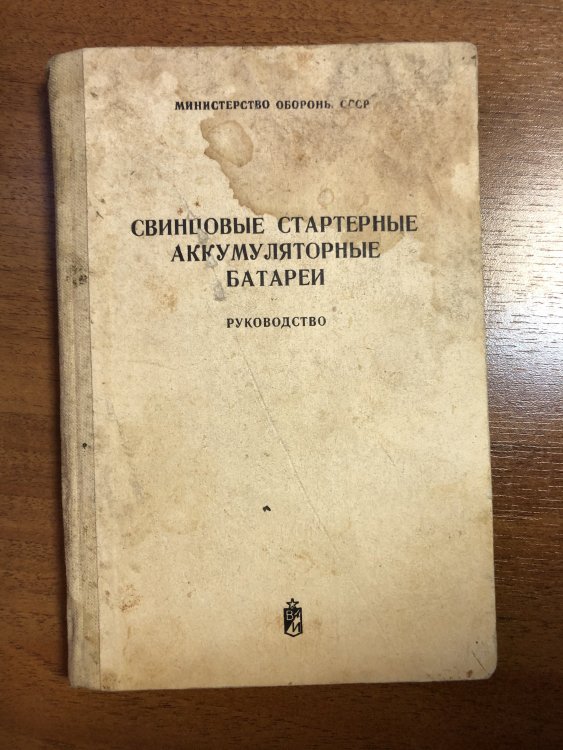 МИНИСТЕРСТВО ОБОРОНЫ СССР
СВИНЦОВЫЕ СТАРТЕРНЫЕ
АККУМУЛЯТОРНЫЕ
БАТАРЕИ
РУКОВОДСТВО
В
И